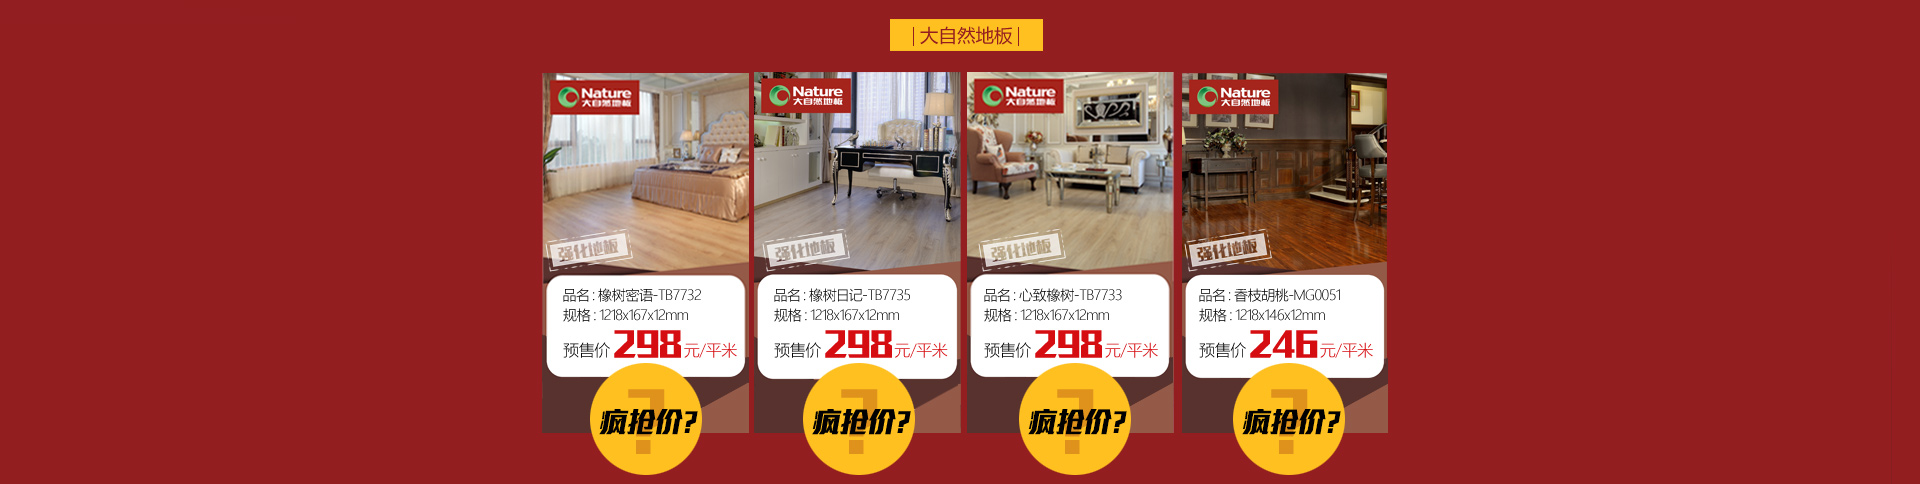 |大自然地板|
Nature
大自然地板
强化地板
品名:橡树密语-TB7732
规格:1218x167x12mm
预售价298元/平米
疯抢价?
Nature
大自然地板
强化地板
品名:橡树日记-TB7735
规格:1218x167x12mm
预售价298元/平米
疯抢价?
Nature
大自然地板
强化地板
品名:心致橡树-TB7733
规格:1218x167x12mm
预售价298元/平米
疯抢价?
Nature
大自然地板
强化地板
品名:香枝胡桃-MG0051
规格:1218x146x12mm
预售价246元/平米
疯抢价?